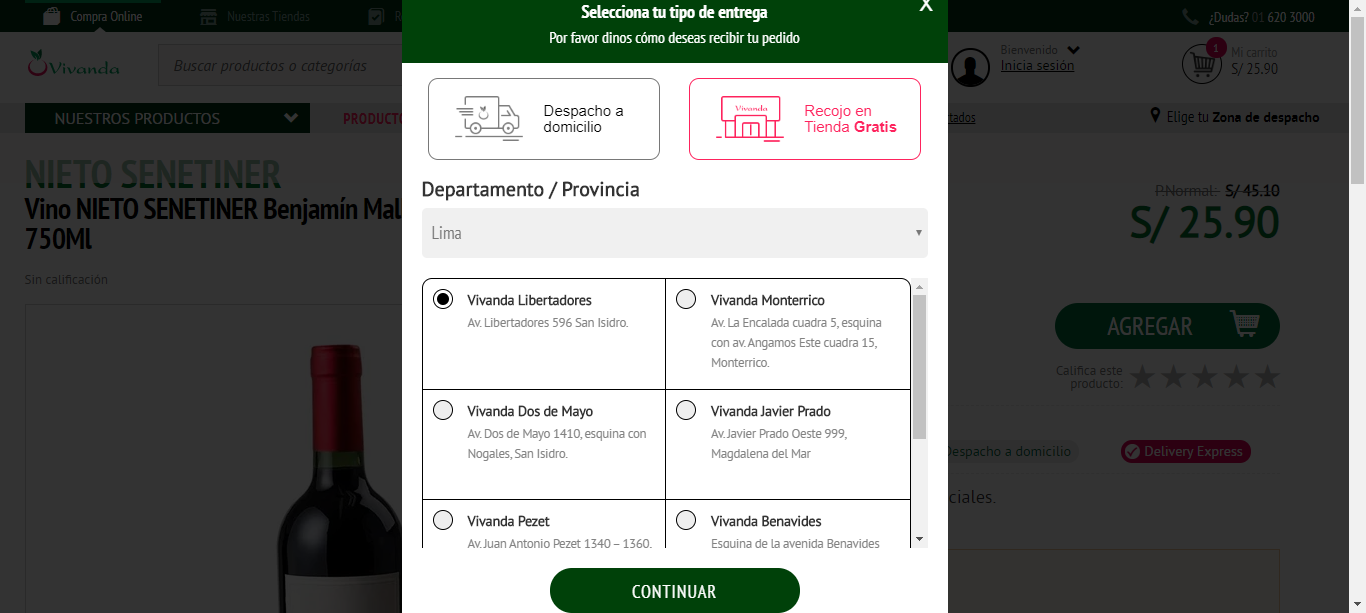 Compra Online
Nuestras Tiendas
R
Selecciona tu tipo de entrega
X
Por favor dinos cómo deseas recibir tu pedido
¿Dudas? 01 620 3000
Vivanda
Buscar productos o categorías
Bienvenido
Inicia sesión
1
Mi carrito
S/ 25.90
NUESTROS PRODUCTOS
PRODUCTO
Despacho a
domicilio
Vivanda
Recojo en
Tienda Gratis
tados
Elige tu Zona de despacho
NIETO SENETINER
Vino NIETO SENETINER Benjamín Mal
750Ml
Sin calificación
Departamento / Provincia
Lima
P.Normal: S/ 45.10
S/ 25.90
Vivanda Libertadores
Av. Libertadores 596 San Isidro.
Vivanda Monterrico
Av. La Encalada cuadra 5, esquina
con av. Angamos Este cuadra 15,
Monterrico.
Vivanda Dos de Mayo
Av. Dos de Mayo 1410, esquina con
Nogales, San Isidro.
Vivanda Javier Prado
Av. Javier Prado Oeste 999,
Magdalena del Mar
Vivanda Pezet
Av. Juan Antonio Pezet 1340 – 1360.
Vivanda Benavides
Esquina de la avenida Benavides
CONTINUAR
AGREGAR
Califica este
producto:
Despacho a domicilio
Delivery Express
ciales.